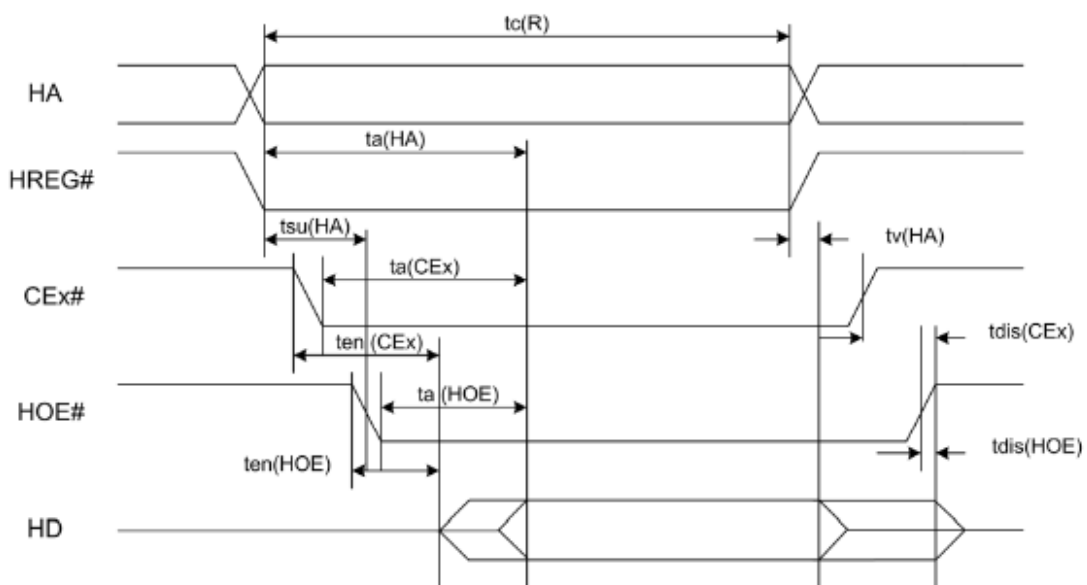 tc(R)
HA
ta(HA)
HREG#
tsu(HA)
tv(HA)
ta(CEx)
CEx#
ten (CEx)
tdis(CEx)
ta (HOE)
HOE#
tdis(HOE)
ten(HOE)
HD